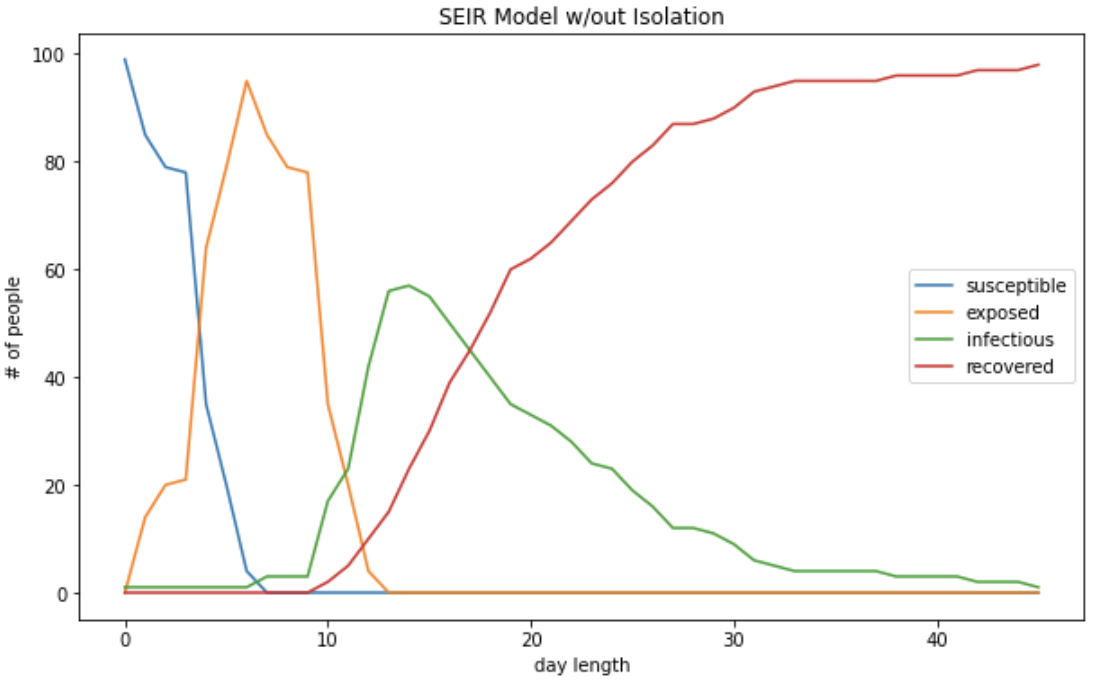 SEIR Model w/out Isolation
100
80
60
40
20
0
# of people
susceptible
exposed
infectious
recovered
0 10 20 30 40
day length